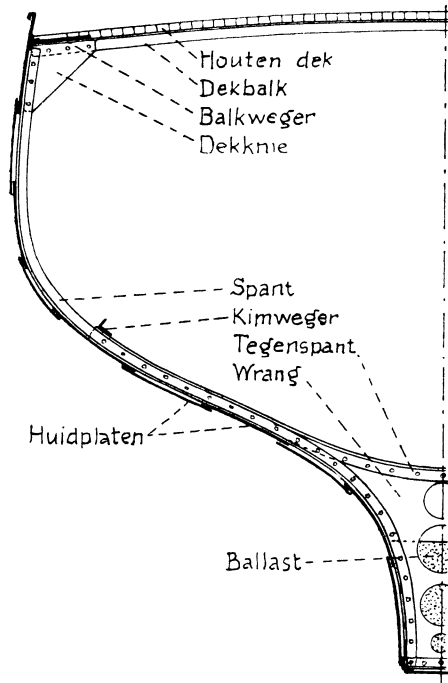 Houten dek
Dekbalk
Balkweger
Dekknie
Spant
Kimweger
Tegenspant
Wrang
Huidplaten
Ballast